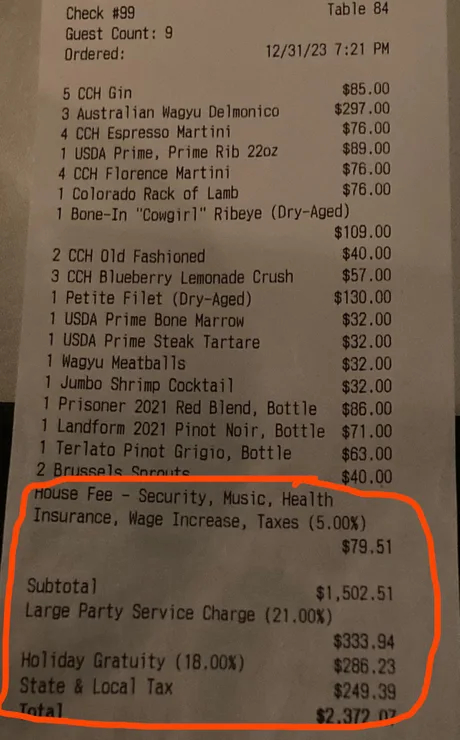 Check #99 Table 84
Guest Count: 9
Ordered: 12/31/23 7:21 PM
5 CCH Gin $85.00
3 Australian Wagyu Delmonico $297.00
4 CCH Espresso Martini $76.00
1 USDA Prime, Prime Rib 22oz $89.00
4 CCH Florence Martini $76.00
1 Colorado Rack of Lamb $76.00
1 Bone-In "Cowgirl" Ribeye (Dry-Aged)
$109.00
2 CCH Old Fashioned $40.00
3 CCH Blueberry Lemonade Crush $57.00
1 Petite Filet (Dry-Aged) $130.00
1 USDA Prime Bone Marrow $32.00
1 USDA Prime Steak Tartare $32.00
1 Wagyu Meatballs $32.00
1 Jumbo Shrimp Cocktail $32.00
1 Prisoner 2021 Red Blend, Bottle $86.00
1 Landform 2021 Pinot Noir, Bottle $71.00
1 Terlato Pinot Grigio, Bottle $63.00
2 Brussels Sprouts $40.00
House Fee - Security, Music, Health
Insurance, Wage Increase, Taxes (5.00%)
$79.51
Subtotal $1,502.51
Large Party Service Charge (21.00%)
$333.94
Holiday Gratuity (18.00%) $286.23
State & Local Tax $249.39
Total $2,372.07